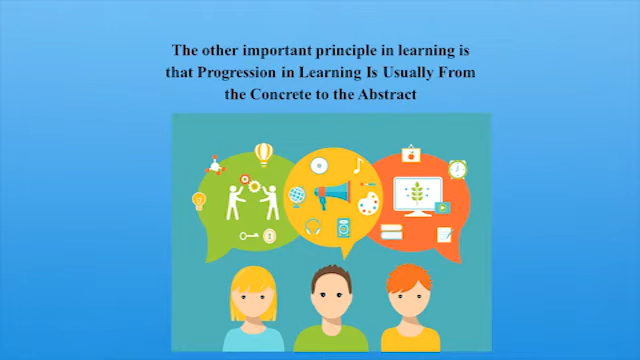 The other important principle in learning is
that Progression in Learning Is Usually From
the Concrete to the Abstract